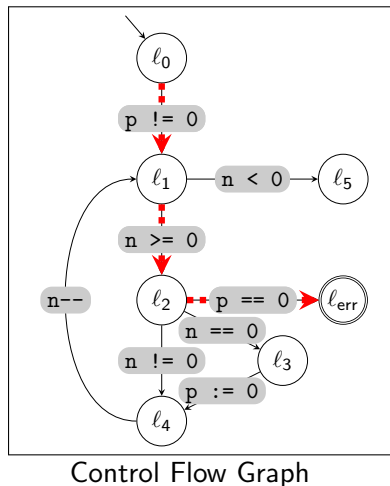 ℓ0
p != 0
ℓ1
n < 0
ℓ5
n >= 0
n--
ℓ2
p == 0
ℓerr
n == 0
n != 0
ℓ3
p := 0
ℓ4
Control Flow Graph